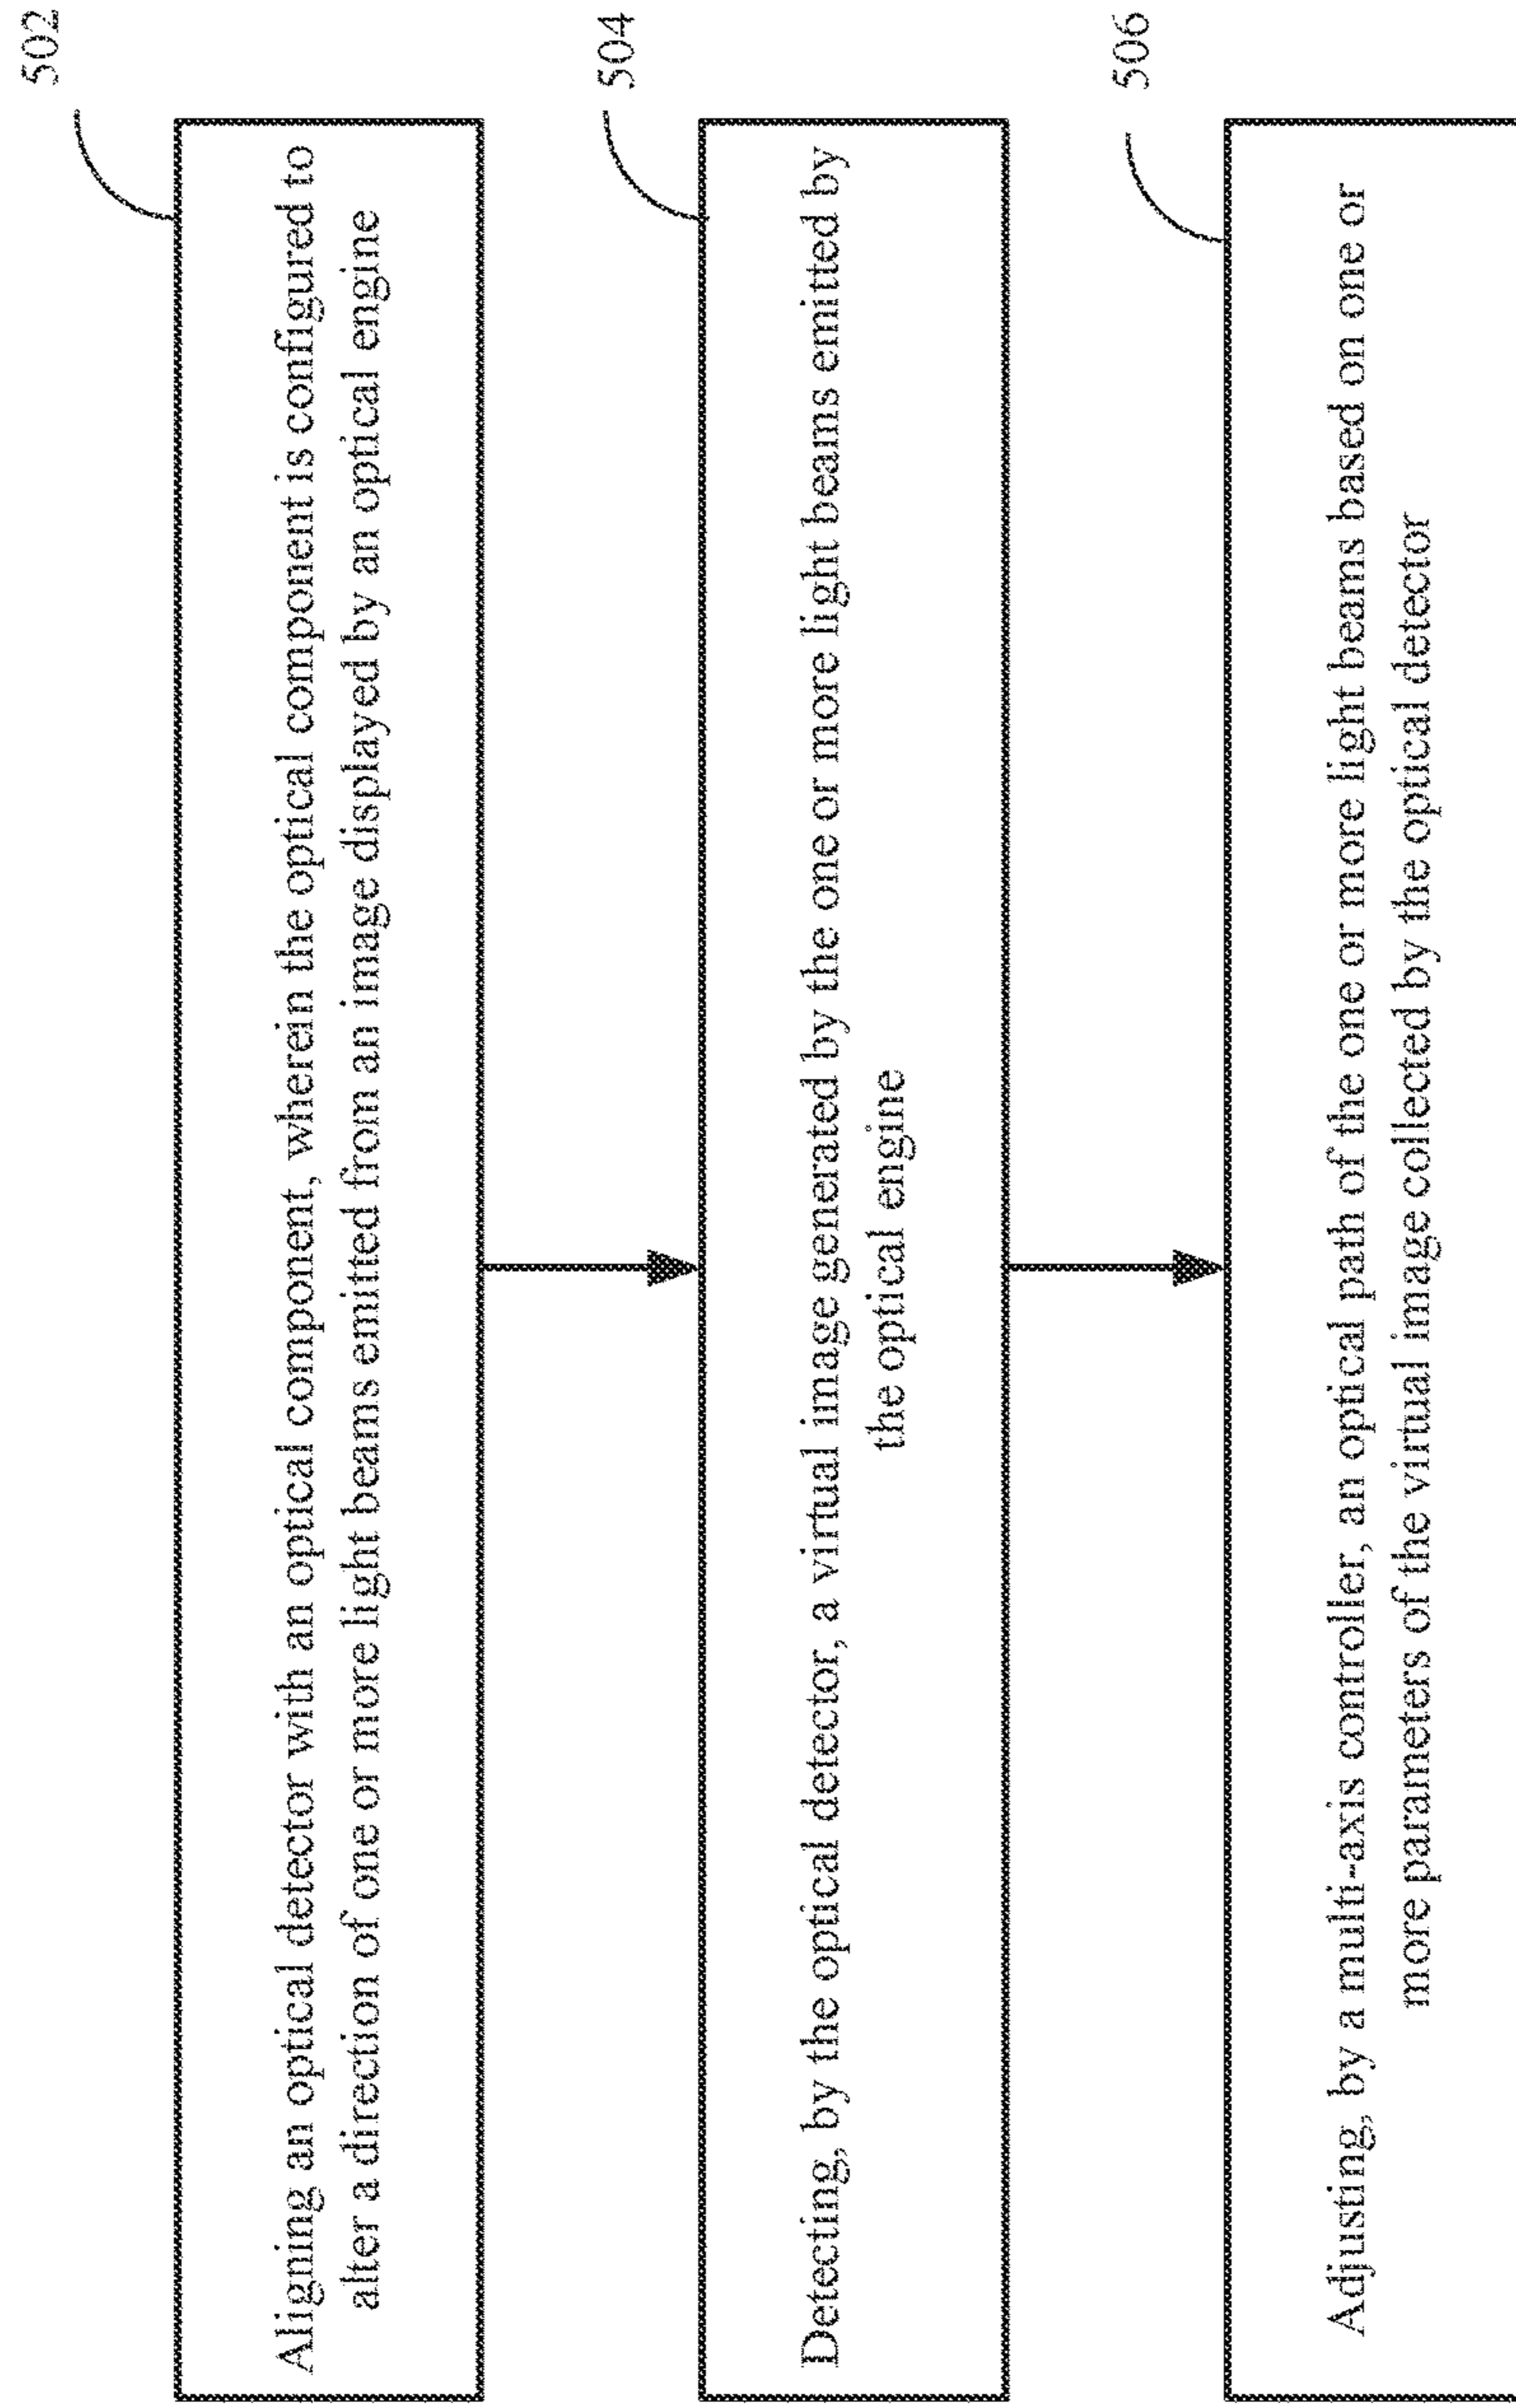 502
Aligning an optical detector with an optical component, wherein the optical component is configured to
alter a direction of one or more light beams emitted from an image displayed by an optical engine
504
Detecting, by the optical detector, a virtual image generated by the one or more light beams emitted by
the optical engine
506
Adjusting, by a multi-axis controller, an optical path of the one or more light beams based on one or
more parameters of the virtual image collected by the optical detector